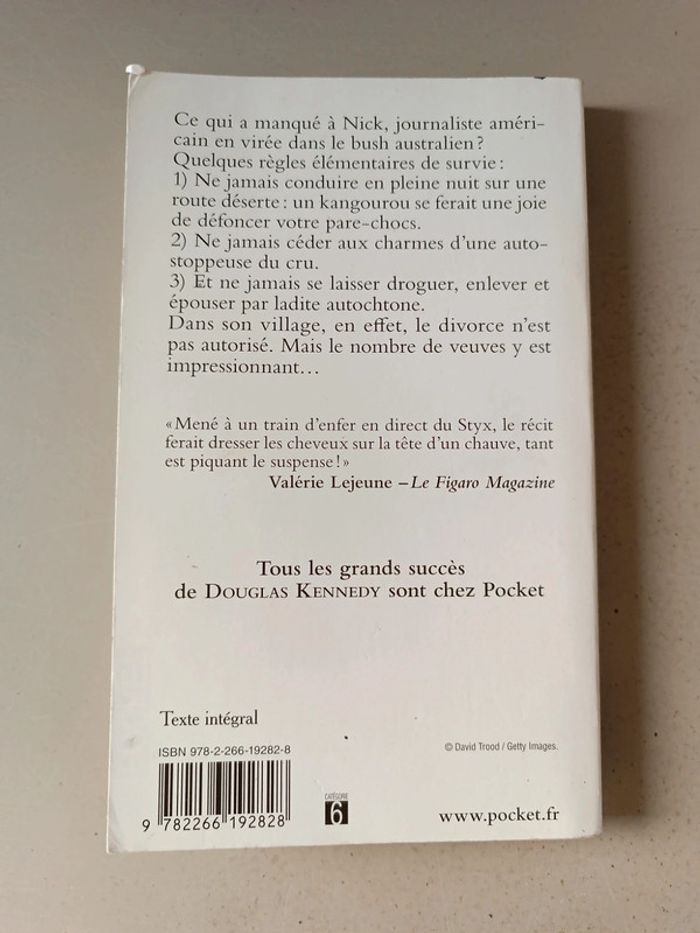 Ce qui a manqué à Nick, journaliste améri-
cain en virée dans le bush australien ?
Quelques règles élémentaires de survie :
1) Ne jamais conduire en pleine nuit sur une
route déserte : un kangourou se ferait une joie
de défoncer votre pare-chocs.
2) Ne jamais céder aux charmes d'une auto-
stoppeuse du cru.
3) Et ne jamais se laisser droguer, enlever et
épouser par ladite autochtone.
Dans son village, en effet, le divorce n'est
pas autorisé. Mais le nombre de veuves y est
impressionnant…
« Mené à un train d'enfer en direct du Styx, le récit
ferait dresser les cheveux sur la tête d'un chauve, tant
est piquant le suspense ! »
Valérie Lejeune – Le Figaro Magazine
Tous les grands succès
de DOUGLAS KENNEDY sont chez Pocket
Texte intégral
ISBN 978-2-266-19282-8
© David Trood / Getty Images.
9 782266 192828
CATÉGORIE
6
www.pocket.fr